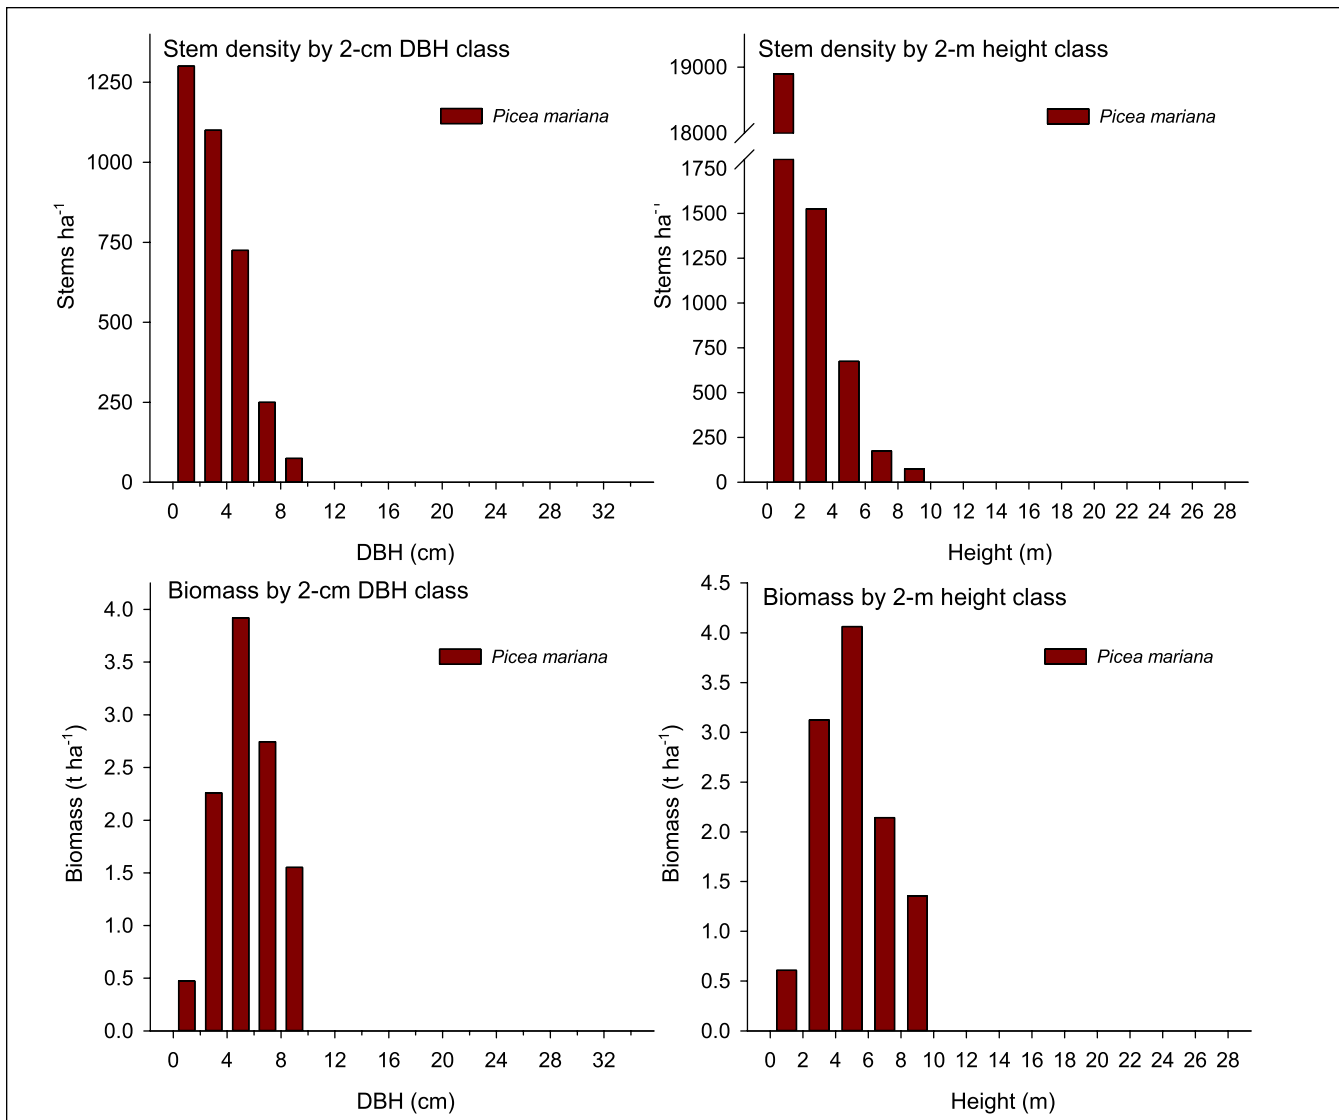 Stem density by 2-cm DBH class
1250
1000
750
500
250
0
Stems ha-1
Picea mariana
0 4 8 12 16 20 24 28 32
DBH (cm)
Stem density by 2-m height class
19000
18000
1750
1500
1250
1000
750
500
250
0
Stems ha-1
Picea mariana
0 2 4 6 8 10 12 14 16 18 20 22 24 26 28
Height (m)
Biomass by 2-cm DBH class
4.0
3.5
3.0
2.5
2.0
1.5
1.0
0.5
0.0
Biomass (t ha-1)
Picea mariana
0 4 8 12 16 20 24 28 32
DBH (cm)
Biomass by 2-m height class
4.5
4.0
3.5
3.0
2.5
2.0
1.5
1.0
0.5
0.0
Biomass (t ha-1)
Picea mariana
0 2 4 6 8 10 12 14 16 18 20 22 24 26 28
Height (m)